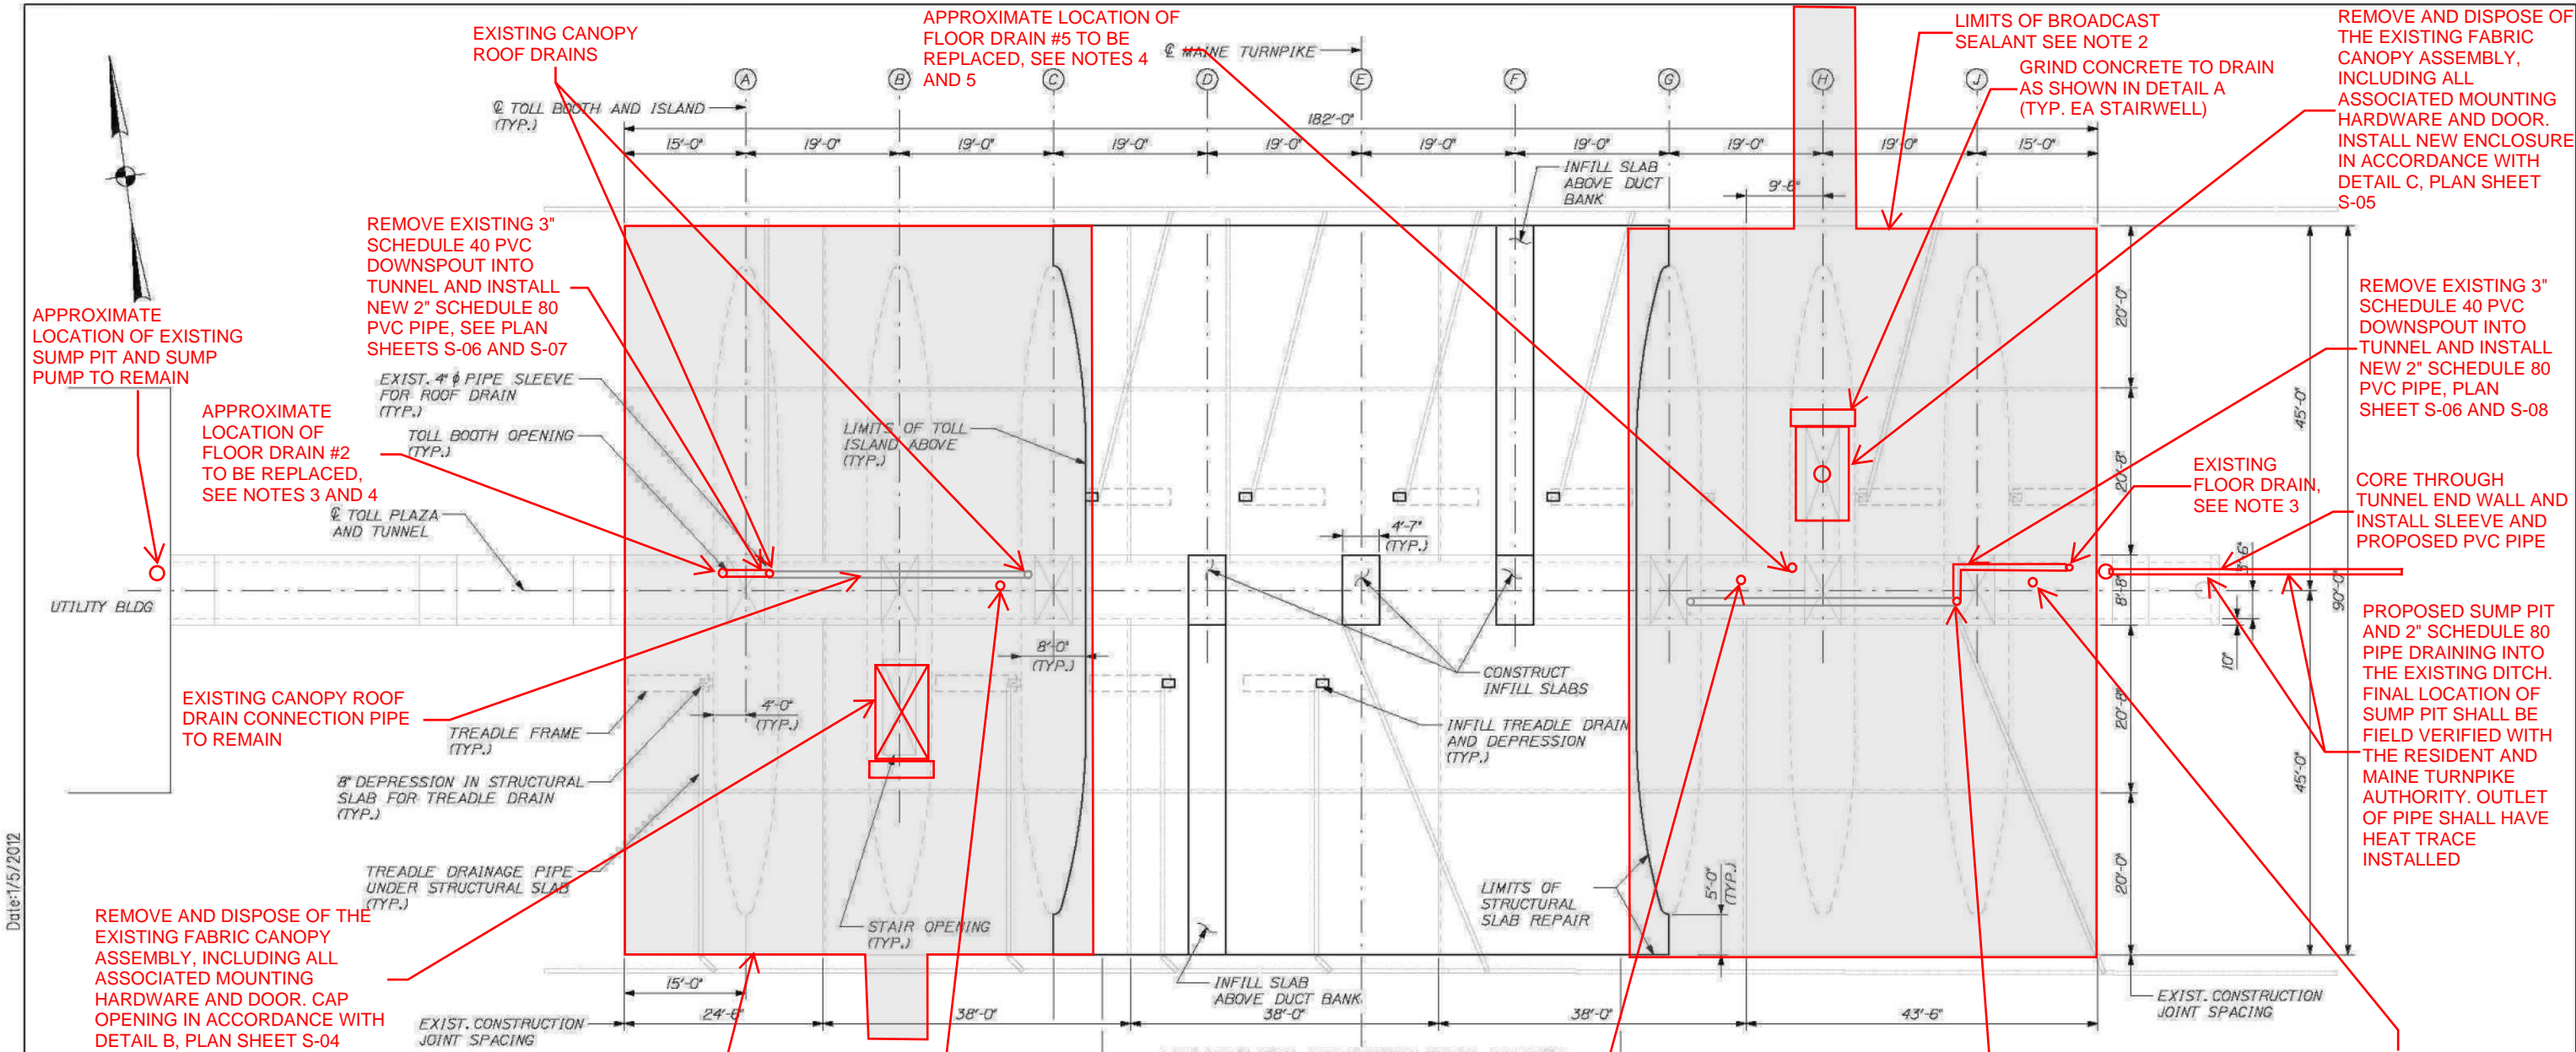 EXISTING CANOPY
ROOF DRAINS
APPROXIMATE LOCATION OF
FLOOR DRAIN #5 TO BE
REPLACED, SEE NOTES 4
AND 5
℄ MAINE TURNPIKE
LIMITS OF BROADCAST
SEALANT SEE NOTE 2
GRIND CONCRETE TO DRAIN
AS SHOWN IN DETAIL A
(TYP. EA STAIRWELL)
REMOVE AND DISPOSE OF
THE EXISTING FABRIC
CANOPY ASSEMBLY,
INCLUDING ALL
ASSOCIATED MOUNTING
HARDWARE AND DOOR.
INSTALL NEW ENCLOSURE
IN ACCORDANCE WITH
DETAIL C, PLAN SHEET
S-05
A
B
C
D
E
F
G
H
J
℄ TOLL BOOTH AND ISLAND
(TYP.)
182'-0"
15'-0"
19'-0"
19'-0"
19'-0"
19'-0"
19'-0"
19'-0"
19'-0"
19'-0"
15'-0"
INFILL SLAB
ABOVE DUCT
BANK
9'-6"
REMOVE EXISTING 3"
SCHEDULE 40 PVC
DOWNSPOUT INTO
TUNNEL AND INSTALL
NEW 2" SCHEDULE 80
PVC PIPE, SEE PLAN
SHEETS S-06 AND S-07
APPROXIMATE
LOCATION OF EXISTING
SUMP PIT AND SUMP
PUMP TO REMAIN
EXIST. 4" ϕ PIPE SLEEVE
FOR ROOF DRAIN
(TYP.)
APPROXIMATE
LOCATION OF
FLOOR DRAIN #2
TO BE REPLACED,
SEE NOTES 3 AND 4
TOLL BOOTH OPENING
(TYP.)
LIMITS OF TOLL
ISLAND ABOVE
(TYP.)
℄ TOLL PLAZA
AND TUNNEL
20'-0"
45'-0"
20'-8"
REMOVE EXISTING 3"
SCHEDULE 40 PVC
DOWNSPOUT INTO
TUNNEL AND INSTALL
NEW 2" SCHEDULE 80
PVC PIPE, PLAN
SHEET S-06 AND S-08
EXISTING
FLOOR DRAIN,
SEE NOTE 3
CORE THROUGH
TUNNEL END WALL AND
INSTALL SLEEVE AND
PROPOSED PVC PIPE
4'-7"
(TYP.)
UTILITY BLDG
8'-8"
90'-0"
10"
8'-0"
(TYP.)
CONSTRUCT
INFILL SLABS
PROPOSED SUMP PIT
AND 2" SCHEDULE 80
PIPE DRAINING INTO
THE EXISTING DITCH.
FINAL LOCATION OF
SUMP PIT SHALL BE
FIELD VERIFIED WITH
THE RESIDENT AND
MAINE TURNPIKE
AUTHORITY. OUTLET
OF PIPE SHALL HAVE
HEAT TRACE
INSTALLED
EXISTING CANOPY ROOF
DRAIN CONNECTION PIPE
TO REMAIN
4'-0"
(TYP.)
TREADLE FRAME
(TYP.)
INFILL TREADLE DRAIN
AND DEPRESSION
(TYP.)
20'-8"
45'-0"
8" DEPRESSION IN STRUCTURAL
SLAB FOR TREADLE DRAIN
(TYP.)
TREADLE DRAINAGE PIPE
UNDER STRUCTURAL SLAB
(TYP.)
LIMITS OF
STRUCTURAL
SLAB REPAIR
5'-0"
(TYP.)
20'-0"
REMOVE AND DISPOSE OF THE
EXISTING FABRIC CANOPY
ASSEMBLY, INCLUDING ALL
ASSOCIATED MOUNTING
HARDWARE AND DOOR. CAP
OPENING IN ACCORDANCE WITH
DETAIL B, PLAN SHEET S-04
STAIR OPENING
(TYP.)
INFILL SLAB
ABOVE DUCT BANK
15'-0"
EXIST. CONSTRUCTION
JOINT SPACING
24'-6"
38'-0"
38'-0"
38'-0"
43'-6"
EXIST. CONSTRUCTION
JOINT SPACING
Date:1/5/2012